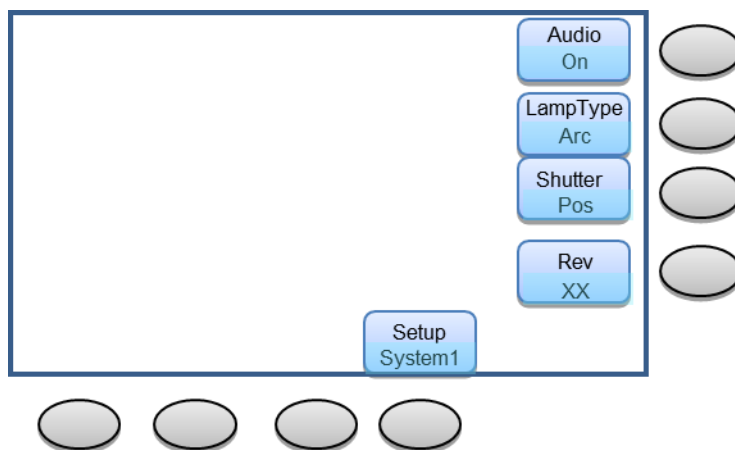 Audio
On
LampType
Arc
Shutter
Pos
Rev
XX
Setup
System1